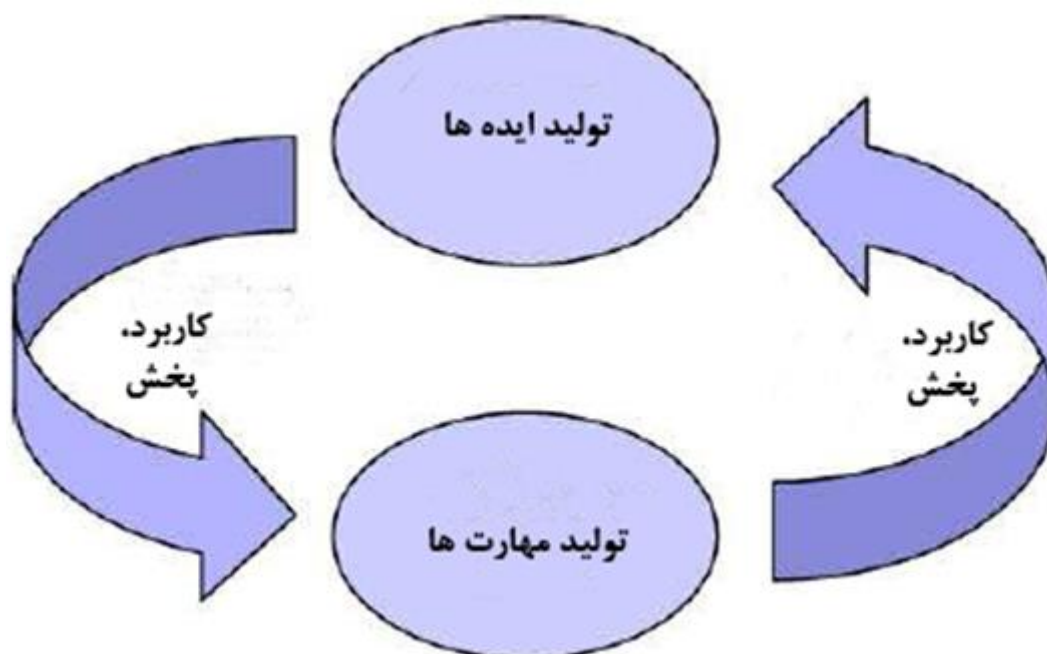 تولید ایده ها
کاربرد،
پخش
کاربرد،
پخش
تولید مهارت ها